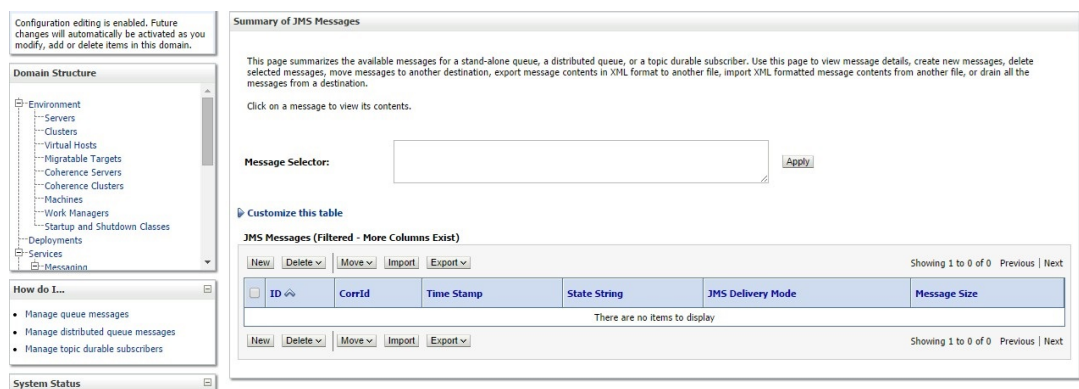 Configuration editing is enabled. Future
changes will automatically be activated as you
modify, add or delete items in this domain.
Domain Structure
Environment
Servers
Clusters
Virtual Hosts
Migratable Targets
Coherence Servers
Coherence Clusters
Machines
Work Managers
Startup and Shutdown Classes
Deployments
Services
Messaging
How do I...
Manage queue messages
Manage distributed queue messages
Manage topic durable subscribers
System Status
Summary of JMS Messages
This page summarizes the available messages for a stand-alone queue, a distributed queue, or a topic durable subscriber. Use this page to view message details, create new messages, delete
selected messages, move messages to another destination, export message contents in XML format to another file, import XML formatted message contents from another file, or drain all the
messages from a destination.
Click on a message to view its contents.
Message Selector:
Apply
Customize this table
JMS Messages (Filtered - More Columns Exist)
New Delete Move Import Export Showing 1 to 0 of 0 Previous | Next
ID CorrId Time Stamp State String JMS Delivery Mode Message Size
There are no items to display
New Delete Move Import Export Showing 1 to 0 of 0 Previous | Next